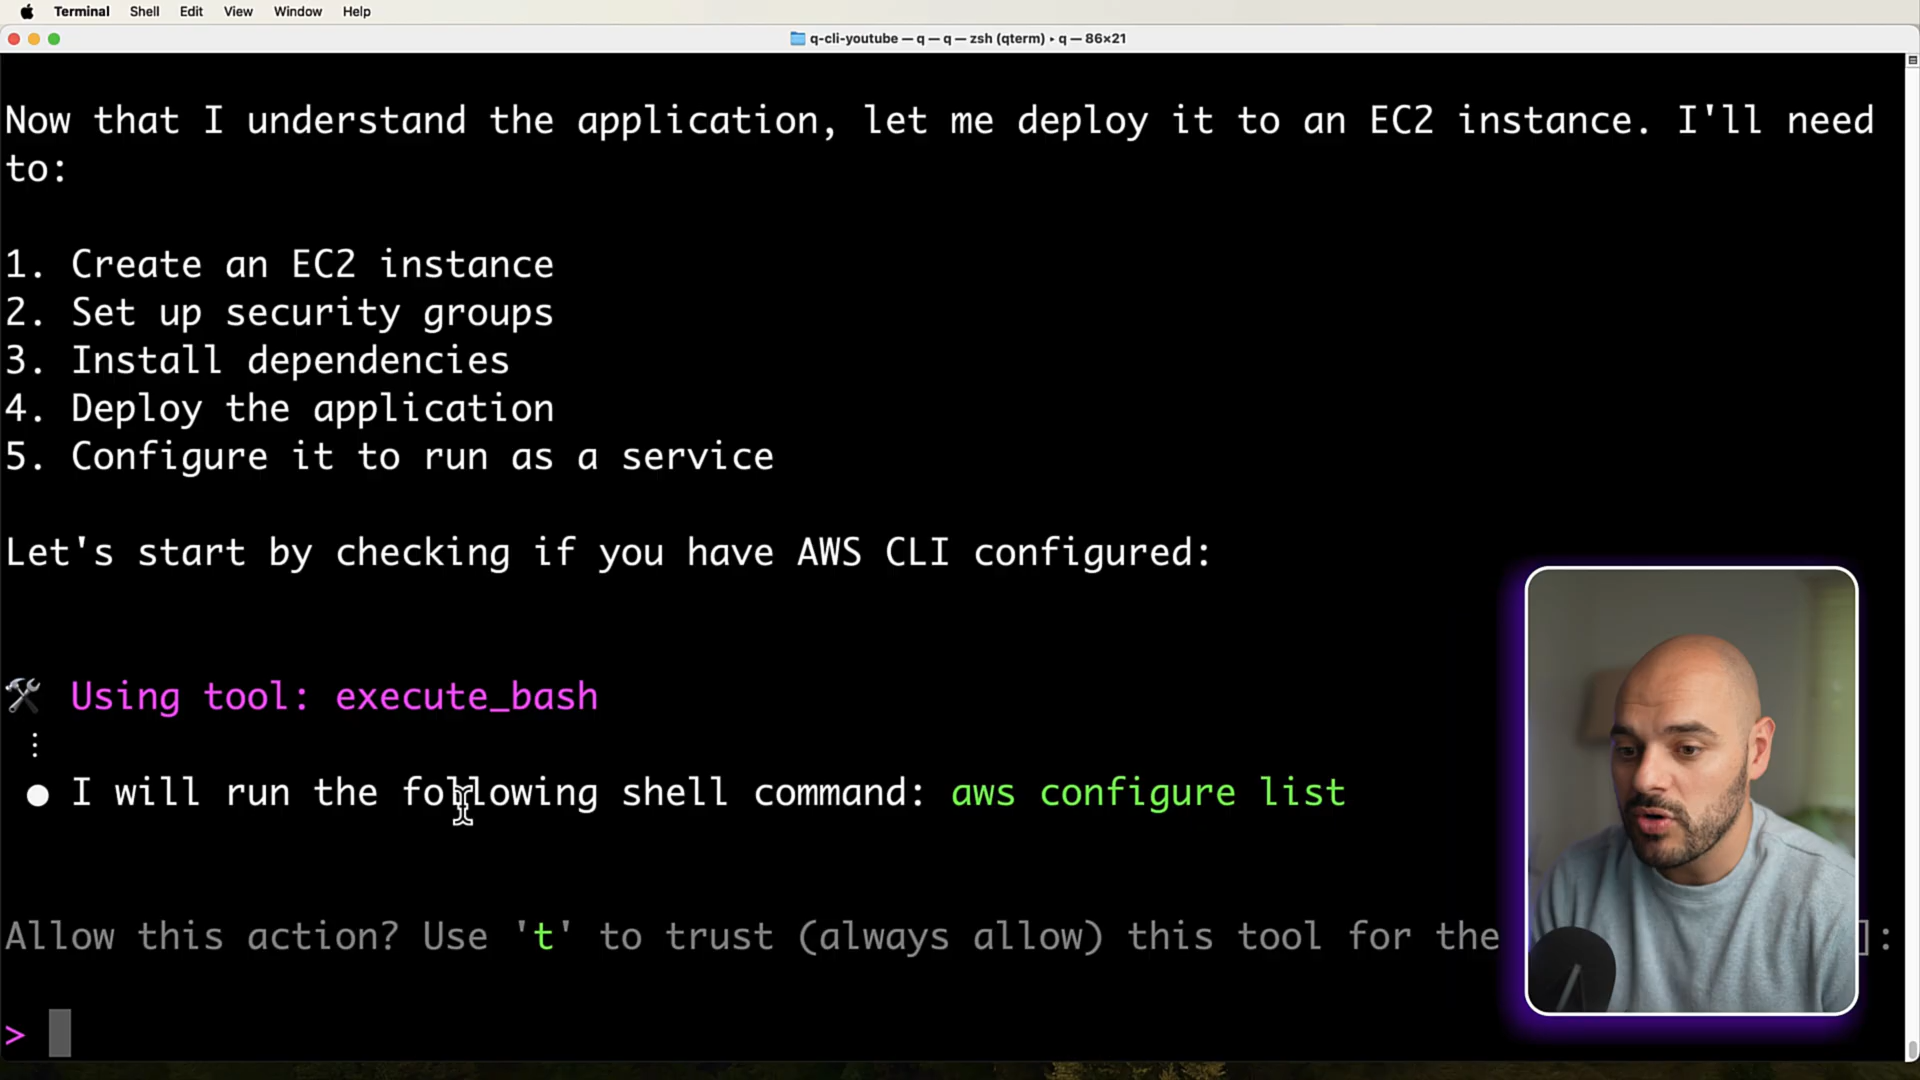 Terminal Shell Edit View Window Help
q-cli-youtube — q — q — zsh (qterm) ▸ q — 86×21
Now that I understand the application, let me deploy it to an EC2 instance. I'll need
to:
1. Create an EC2 instance
2. Set up security groups
3. Install dependencies
4. Deploy the application
5. Configure it to run as a service
Let's start by checking if you have AWS CLI configured:
Using tool: execute_bash
⋮
● I will run the following shell command: aws configure list
Allow this action? Use 't' to trust (always allow) this tool for the ]:
>